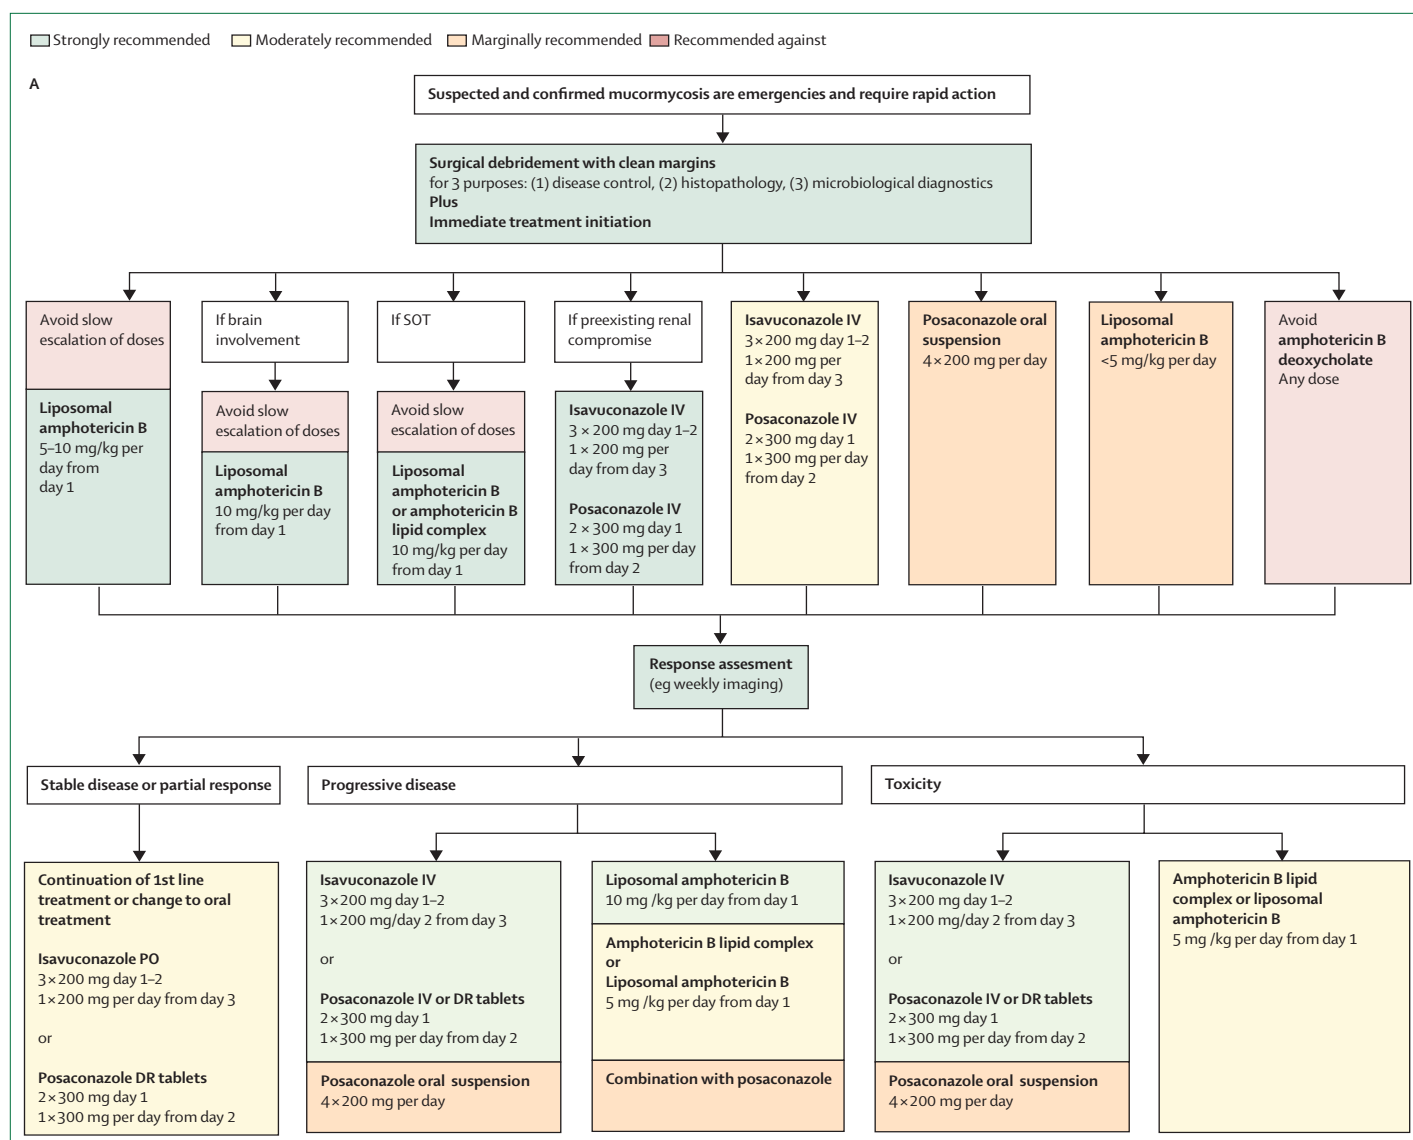 Strongly recommended
Moderately recommended
Marginally recommended
Recommended against
A
Suspected and confirmed mucormycosis are emergencies and require rapid action
Surgical debridement with clean margins
for 3 purposes: (1) disease control, (2) histopathology, (3) microbiological diagnostics
Plus
Immediate treatment initiation
Avoid slow
escalation of doses
Liposomal
amphotericin B
5–10 mg/kg per
day from
day 1
If brain
involvement
Avoid slow
escalation of doses
Liposomal
amphotericin B
10 mg/kg per day
from day 1
If SOT
Avoid slow
escalation of doses
Liposomal
amphotericin B
or amphotericin B
lipid complex
10 mg/kg per day
from day 1
If preexisting renal
compromise
Isavuconazole IV
3 × 200 mg day 1–2
1 × 200 mg per
day from day 3
Posaconazole IV
2 × 300 mg day 1
1 × 300 mg per day
from day 2
Isavuconazole IV
3 × 200 mg day 1–2
1 × 200 mg per
day from day 3
Posaconazole IV
2 × 300 mg day 1
1 × 300 mg per day
from day 2
Posaconazole oral
suspension
4 × 200 mg per day
Liposomal
amphotericin B
<5 mg/kg per day
Avoid
amphotericin B
deoxycholate
Any dose
Response assesment
(eg weekly imaging)
Stable disease or partial response
Continuation of 1st line
treatment or change to oral
treatment
Isavuconazole PO
3 × 200 mg day 1–2
1 × 200 mg per day from day 3
or
Posaconazole DR tablets
2 × 300 mg day 1
1 × 300 mg per day from day 2
Progressive disease
Isavuconazole IV
3 × 200 mg day 1–2
1 × 200 mg/day 2 from day 3
or
Posaconazole IV or DR tablets
2 × 300 mg day 1
1 × 300 mg per day from day 2
Posaconazole oral suspension
4 × 200 mg per day
Liposomal amphotericin B
10 mg /kg per day from day 1
Amphotericin B lipid complex
or
Liposomal amphotericin B
5 mg /kg per day from day 1
Combination with posaconazole
Toxicity
Isavuconazole IV
3 × 200 mg day 1–2
1 × 200 mg/day 2 from day 3
or
Posaconazole IV or DR tablets
2 × 300 mg day 1
1 × 300 mg per day from day 2
Posaconazole oral suspension
4 × 200 mg per day
Amphotericin B lipid
complex or liposomal
amphotericin B
5 mg /kg per day from day 1